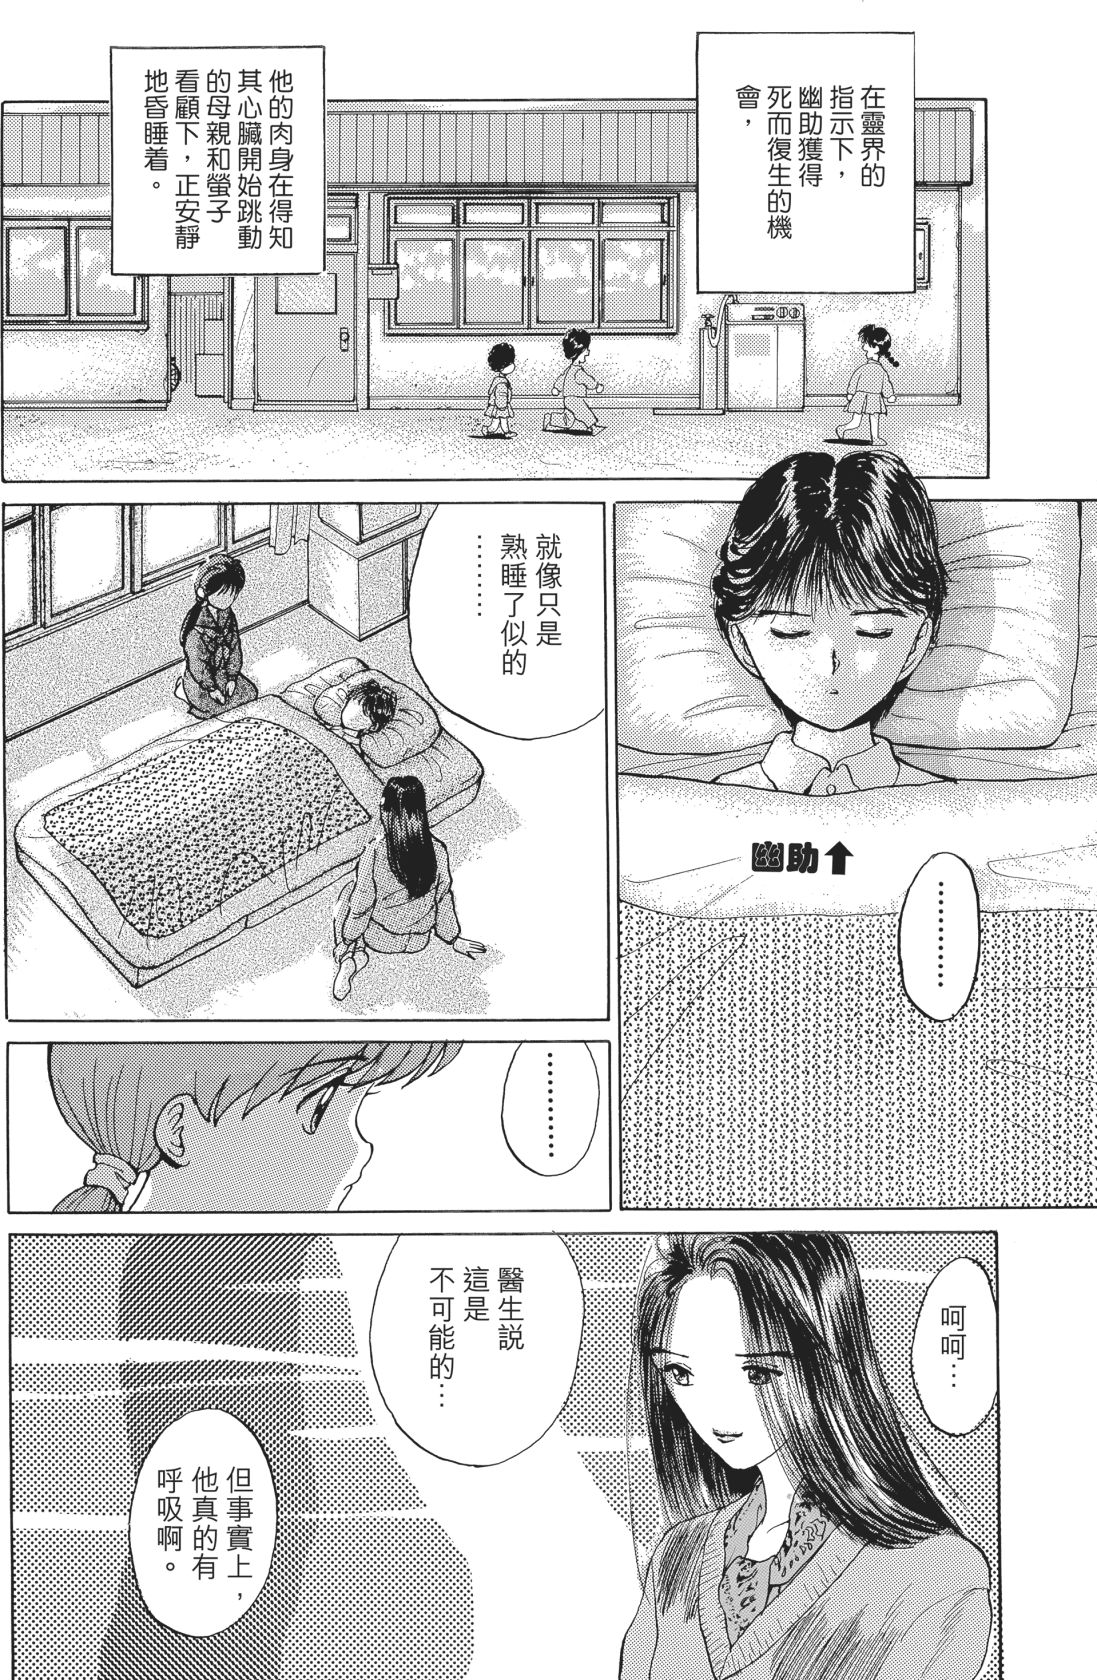 在靈界的
指示下，
幽助獲得
死而復生的機
會，
他的肉身在得知
其心臟開始跳動
的母親和螢子
看顧下，正安靜
地昏睡着。
幽助↑
………
就像只是
熟睡了似的
………
………
呵呵…
醫生説
這是
不可能的…
但事實上，
他真的有
呼吸啊。